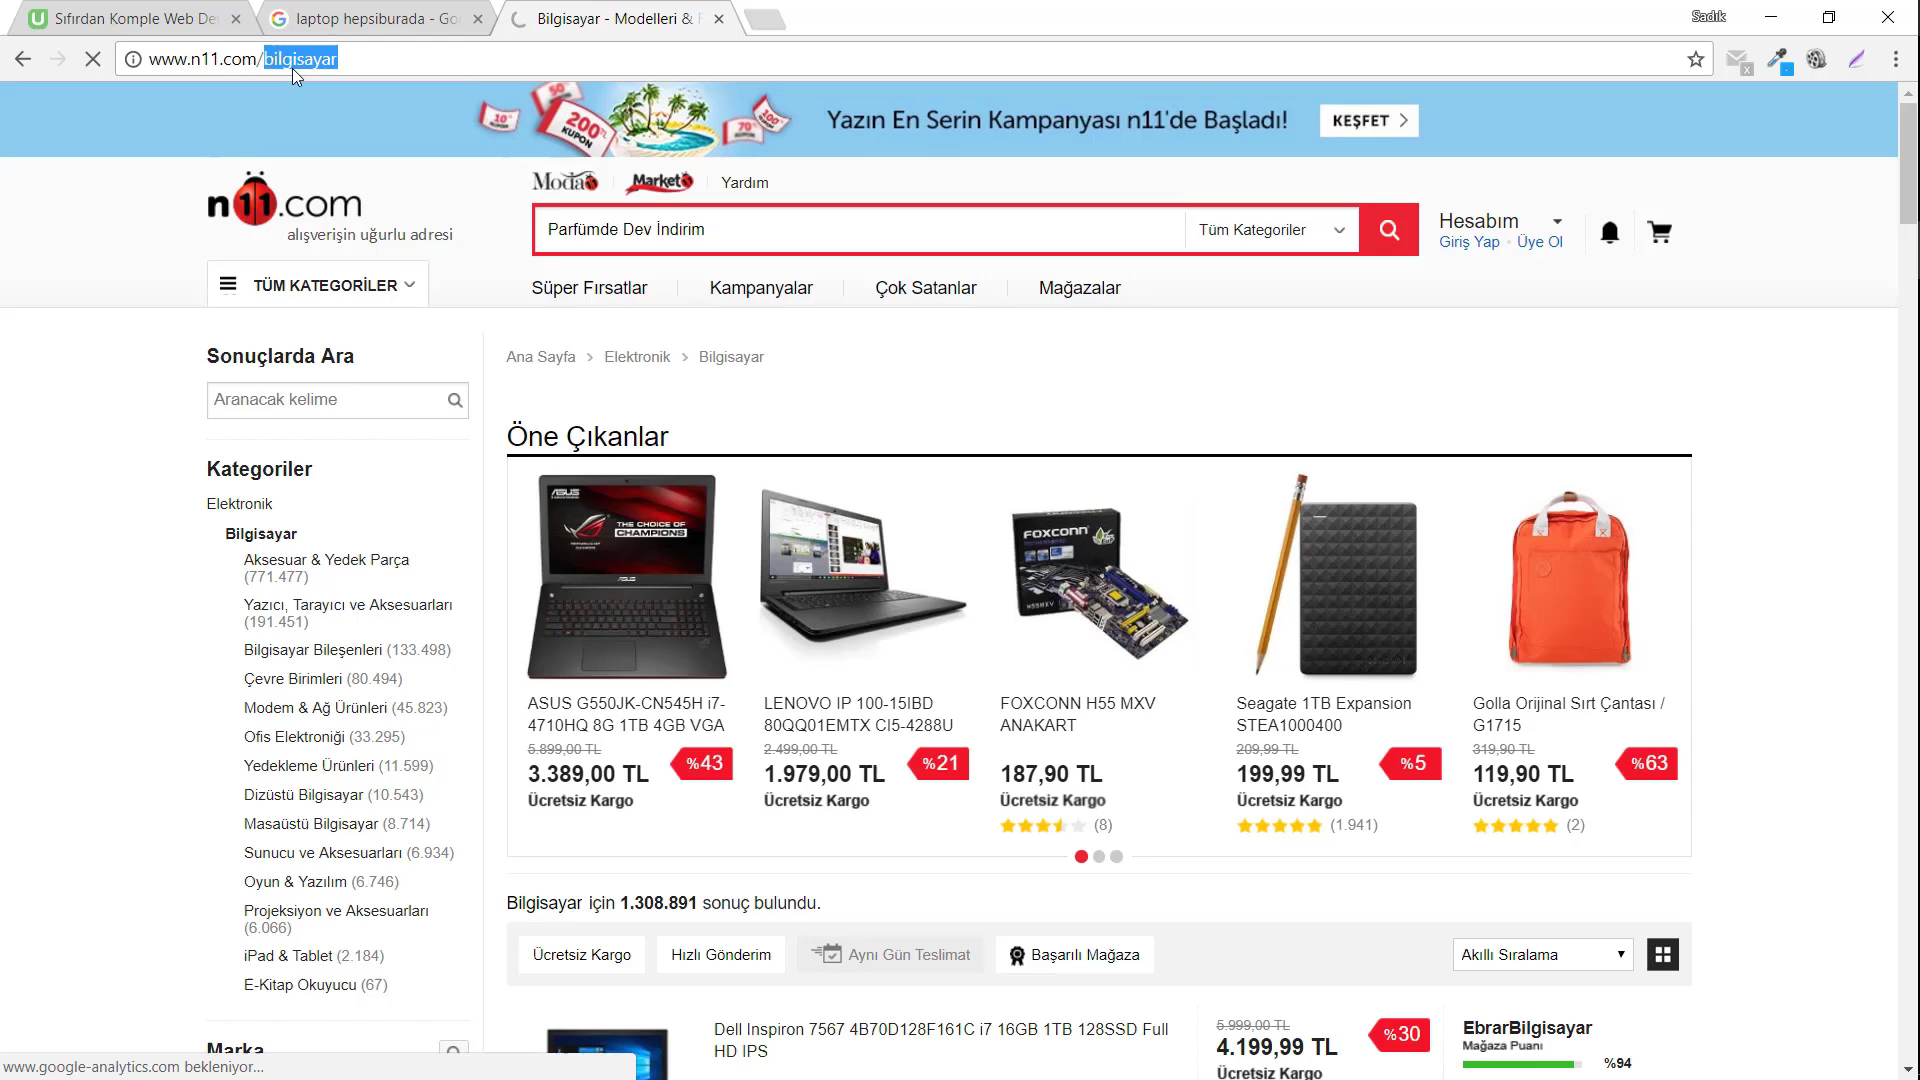 Sıfırdan Komple Web De
laptop hepsiburada - Go
Bilgisayar - Modelleri & F
Sadık
www.n11.com/bilgisayar
10
50
200 TL
KUPON
70
100
Yazın En Serin Kampanyası n11'de Başladı!
KEŞFET
n11.com
alışverişin uğurlu adresi
Moda
Market
Yardım
Parfümde Dev İndirim
Tüm Kategoriler
Hesabım
Giriş Yap
Üye Ol
TÜM KATEGORİLER
Süper Fırsatlar
Kampanyalar
Çok Satanlar
Mağazalar
Sonuçlarda Ara
Aranacak kelime
Kategoriler
Elektronik
Bilgisayar
Aksesuar & Yedek Parça
(771.477)
Yazıcı, Tarayıcı ve Aksesuarları
(191.451)
Bilgisayar Bileşenleri (133.498)
Çevre Birimleri (80.494)
Modem & Ağ Ürünleri (45.823)
Ofis Elektroniği (33.295)
Yedekleme Ürünleri (11.599)
Dizüstü Bilgisayar (10.543)
Masaüstü Bilgisayar (8.714)
Sunucu ve Aksesuarları (6.934)
Oyun & Yazılım (6.746)
Projeksiyon ve Aksesuarları
(6.066)
iPad & Tablet (2.184)
E-Kitap Okuyucu (67)
Marka
Ana Sayfa > Elektronik > Bilgisayar
Öne Çıkanlar
ASUS
THE CHOICE OF
CHAMPIONS
ASUS
FOXCONN
H55MXV
ASUS G550JK-CN545H i7-
4710HQ 8G 1TB 4GB VGA
5.899,00 TL
3.389,00 TL
%43
Ücretsiz Kargo
LENOVO IP 100-15IBD
80QQ01EMTX CI5-4288U
2.499,00 TL
1.979,00 TL
%21
Ücretsiz Kargo
FOXCONN H55 MXV
ANAKART
187,90 TL
Ücretsiz Kargo
(8)
Seagate 1TB Expansion
STEA1000400
209,99 TL
199,99 TL
%5
Ücretsiz Kargo
(1.941)
Golla Orijinal Sırt Çantası /
G1715
319,90 TL
119,90 TL
%63
Ücretsiz Kargo
(2)
Bilgisayar için 1.308.891 sonuç bulundu.
Ücretsiz Kargo
Hızlı Gönderim
Aynı Gün Teslimat
Başarılı Mağaza
Akıllı Sıralama
Dell Inspiron 7567 4B70D128F161C i7 16GB 1TB 128SSD Full
HD IPS
5.999,00 TL
4.199,99 TL
%30
Ücretsiz Kargo
EbrarBilgisayar
Mağaza Puanı
%94
www.google-analytics.com bekleniyor...